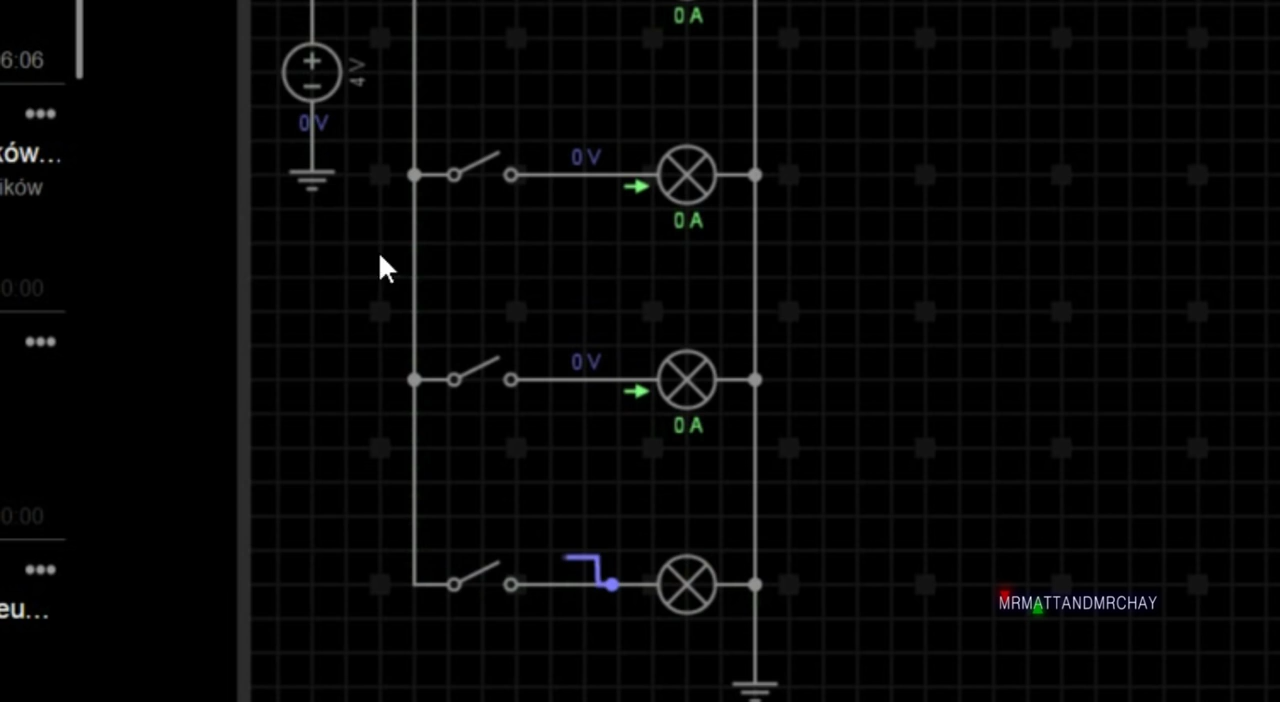 0 A
6:06
4 V
0 V
ków...
0 V
ików
0 A
0:00
0 V
0 A
0:00
eu...
MRMATTANDMRCHAY